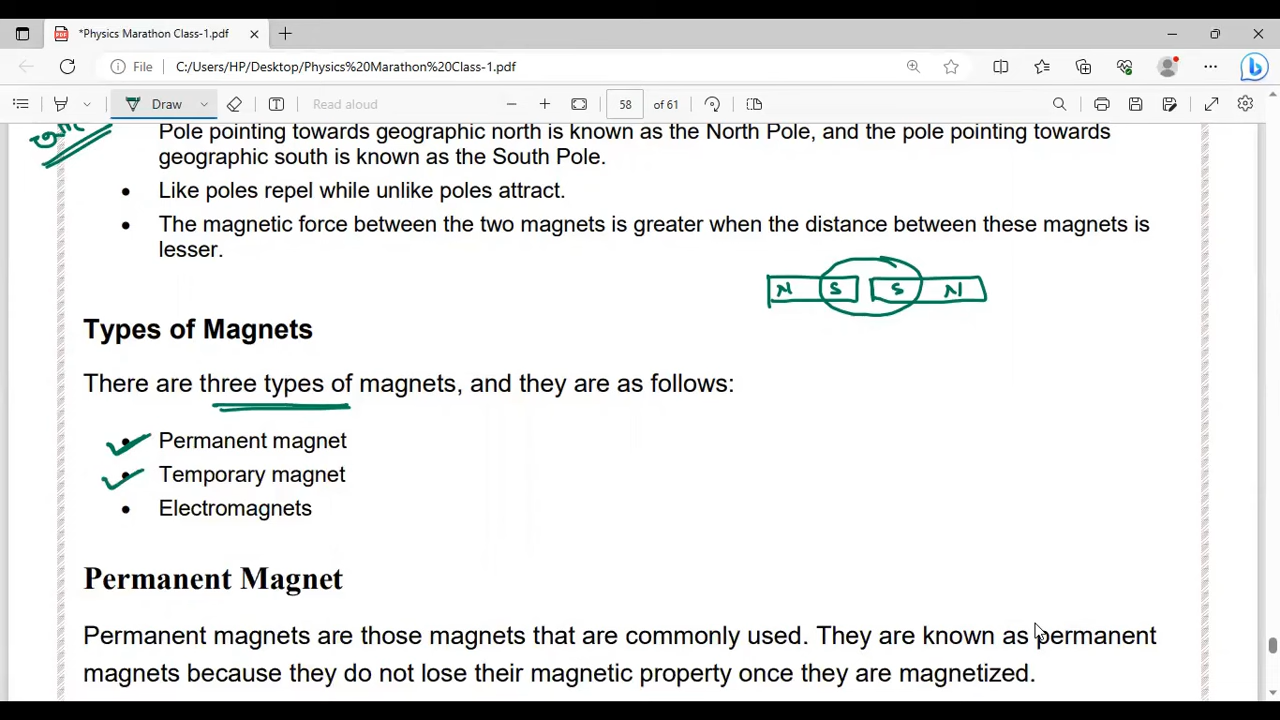 *Physics Marathon Class-1.pdf
File C:/Users/HP/Desktop/Physics%20Marathon%20Class-1.pdf
Draw Read aloud 58 of 61
Pole pointing towards geographic north is known as the North Pole, and the pole pointing towards
geographic south is known as the South Pole.
• Like poles repel while unlike poles attract.
• The magnetic force between the two magnets is greater when the distance between these magnets is
lesser.
N S S N
Types of Magnets
There are three types of magnets, and they are as follows:
• Permanent magnet
• Temporary magnet
• Electromagnets
Permanent Magnet
Permanent magnets are those magnets that are commonly used. They are known as permanent
magnets because they do not lose their magnetic property once they are magnetized.